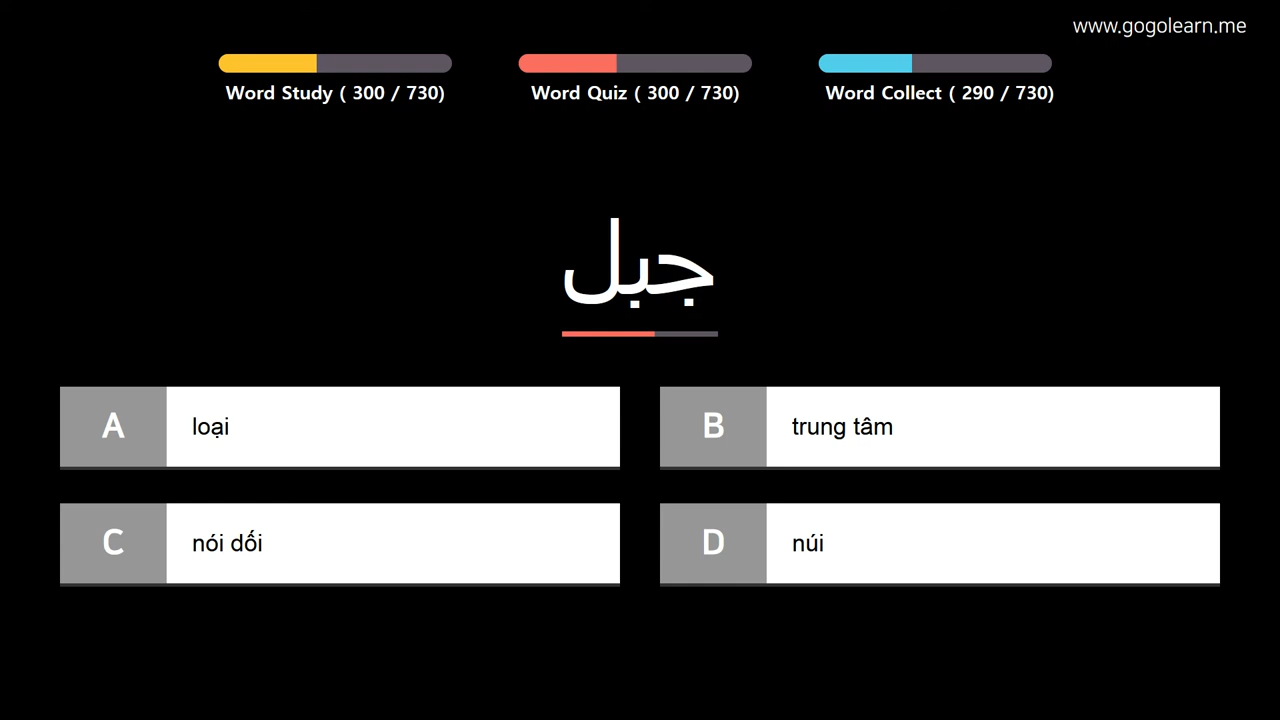 www.gogolearn.me
Word Study ( 300 / 730)
Word Quiz ( 300 / 730)
Word Collect ( 290 / 730)
جبل
A loại
B trung tâm
C nói dối
D núi